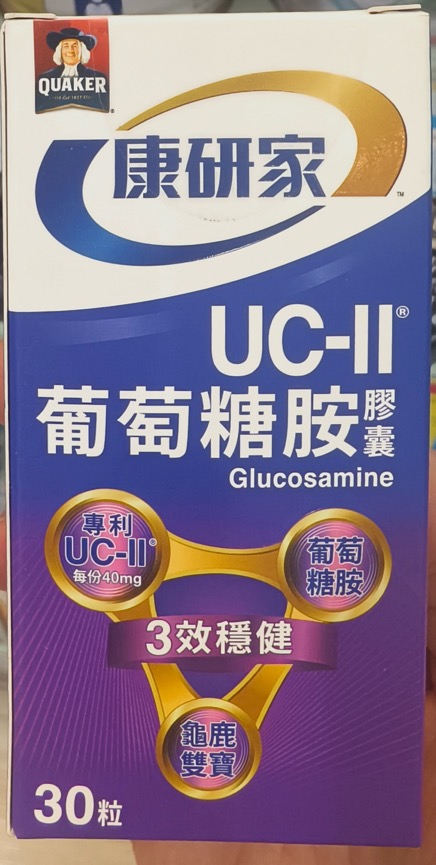 QUAKER
康研家
TM
UC-II®
葡萄糖胺膠囊
Glucosamine
專利
UC-II®
每份40mg
葡萄
糖胺
3效穩健
龜鹿
雙寶
30粒